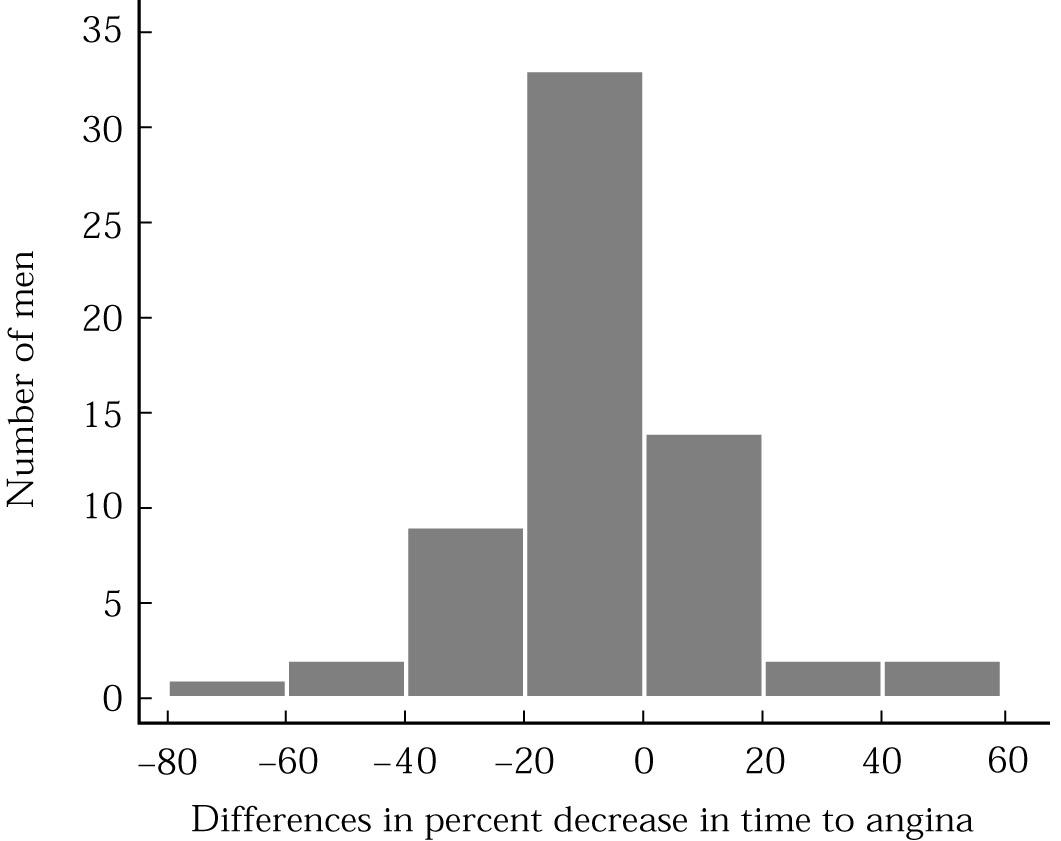 35
30
25
20
15
10
5
0
Number of men
–80 –60 –40 –20 0 20 40 60
Differences in percent decrease in time to angina